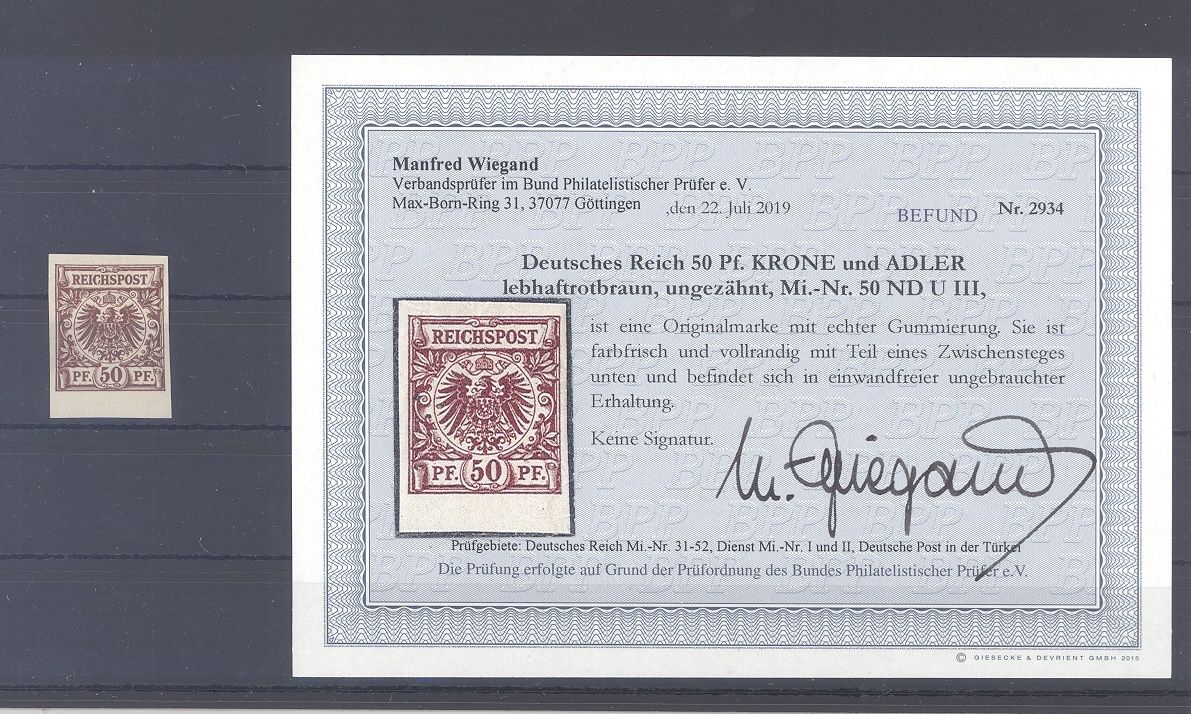 REICHSPOST
PF. 50 PF.
Manfred Wiegand
Verbandsprüfer im Bund Philatelistischer Prüfer e. V.
Max-Born-Ring 31, 37077 Göttingen ,den 22. Juli 2019
BEFUND Nr. 2934
Deutsches Reich 50 Pf. KRONE und ADLER
lebhaftrotbraun, ungezähnt, Mi.-Nr. 50 ND U III,
REICHSPOST
PF. 50 PF.
ist eine Originalmarke mit echter Gummierung. Sie ist
farbfrisch und vollrandig mit Teil eines Zwischensteges
unten und befindet sich in einwandfreier ungebrauchter
Erhaltung.
Keine Signatur.
M. Wiegand
Prüfgebiete: Deutsches Reich Mi.-Nr. 31-52, Dienst Mi.-Nr. I und II, Deutsche Post in der Türkei
Die Prüfung erfolgte auf Grund der Prüfordnung des Bundes Philatelistischer Prüfer e.V.
© GIESECKE & DEVRIENT GMBH 2015